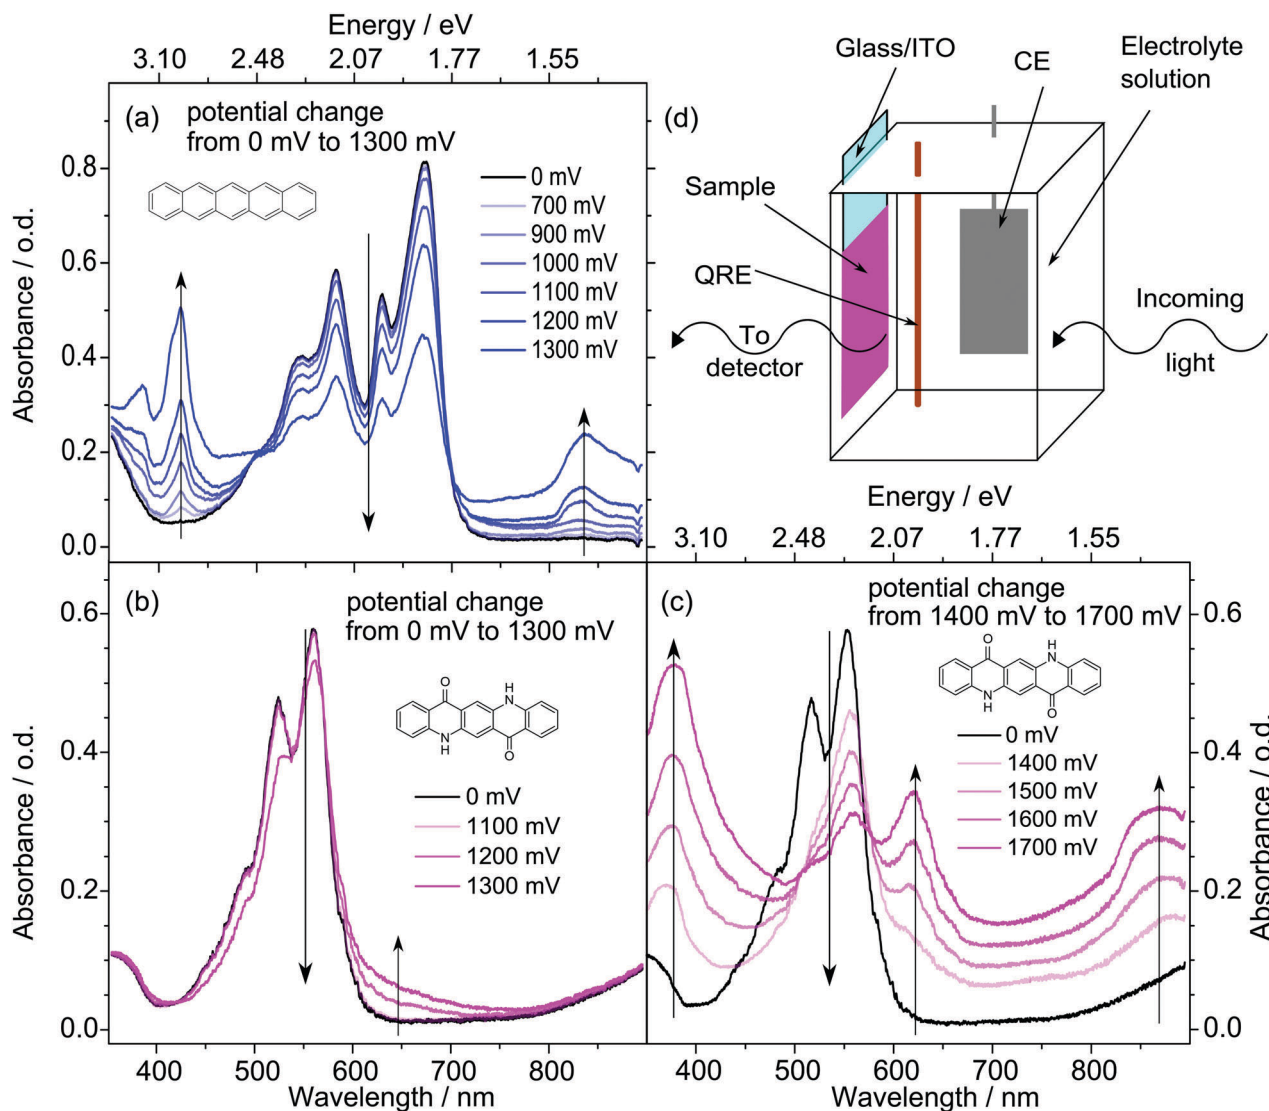 Energy / eV
3.10 2.48 2.07 1.77 1.55
(a) potential change
from 0 mV to 1300 mV
0 mV
700 mV
900 mV
1000 mV
1100 mV
1200 mV
1300 mV
Absorbance / o.d.
0.8
0.6
0.4
0.2
0.0
(d)
Glass/ITO
CE
Electrolyte
solution
Sample
QRE
To
detector
Incoming
light
(b) potential change
from 0 mV to 1300 mV
O
H
N
N
H
O
0 mV
1100 mV
1200 mV
1300 mV
Absorbance / o.d.
0.6
0.4
0.2
0.0
400 500 600 700 800
Wavelength / nm
Energy / eV
3.10 2.48 2.07 1.77 1.55
(c) potential change
from 1400 mV to 1700 mV
O
H
N
N
H
O
0 mV
1400 mV
1500 mV
1600 mV
1700 mV
0.6
0.4
0.2
0.0
Absorbance / o.d.
400 500 600 700 800
Wavelength / nm